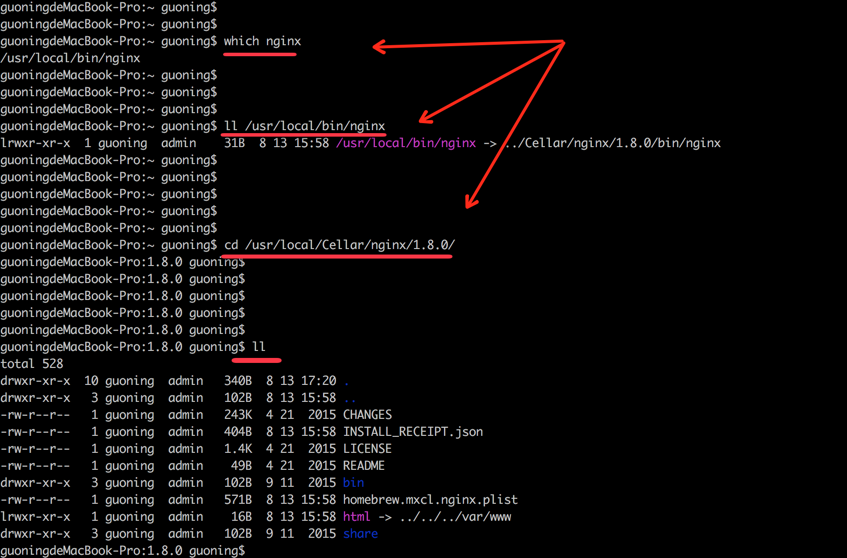 guoningdeMacBook-Pro:~ guoning$
guoningdeMacBook-Pro:~ guoning$
guoningdeMacBook-Pro:~ guoning$ which nginx
/usr/local/bin/nginx
guoningdeMacBook-Pro:~ guoning$
guoningdeMacBook-Pro:~ guoning$
guoningdeMacBook-Pro:~ guoning$
guoningdeMacBook-Pro:~ guoning$ ll /usr/local/bin/nginx
lrwxr-xr-x  1 guoning  admin    31B  8 13 15:58 /usr/local/bin/nginx -> ../Cellar/nginx/1.8.0/bin/nginx
guoningdeMacBook-Pro:~ guoning$
guoningdeMacBook-Pro:~ guoning$
guoningdeMacBook-Pro:~ guoning$
guoningdeMacBook-Pro:~ guoning$
guoningdeMacBook-Pro:~ guoning$
guoningdeMacBook-Pro:~ guoning$ cd /usr/local/Cellar/nginx/1.8.0/
guoningdeMacBook-Pro:1.8.0 guoning$
guoningdeMacBook-Pro:1.8.0 guoning$
guoningdeMacBook-Pro:1.8.0 guoning$
guoningdeMacBook-Pro:1.8.0 guoning$
guoningdeMacBook-Pro:1.8.0 guoning$
guoningdeMacBook-Pro:1.8.0 guoning$ ll
total 528
drwxr-xr-x  10 guoning  admin   340B  8 13 17:20 .
drwxr-xr-x   3 guoning  admin   102B  8 13 15:58 ..
-rw-r--r--   1 guoning  admin   243K  4 21  2015 CHANGES
-rw-r--r--   1 guoning  admin   404B  8 13 15:58 INSTALL_RECEIPT.json
-rw-r--r--   1 guoning  admin   1.4K  4 21  2015 LICENSE
-rw-r--r--   1 guoning  admin    49B  4 21  2015 README
drwxr-xr-x   3 guoning  admin   102B  9 11  2015 bin
-rw-r--r--   1 guoning  admin   571B  8 13 15:58 homebrew.mxcl.nginx.plist
lrwxr-xr-x   1 guoning  admin    16B  8 13 15:58 html -> ../../../var/www
drwxr-xr-x   3 guoning  admin   102B  9 11  2015 share
guoningdeMacBook-Pro:1.8.0 guoning$